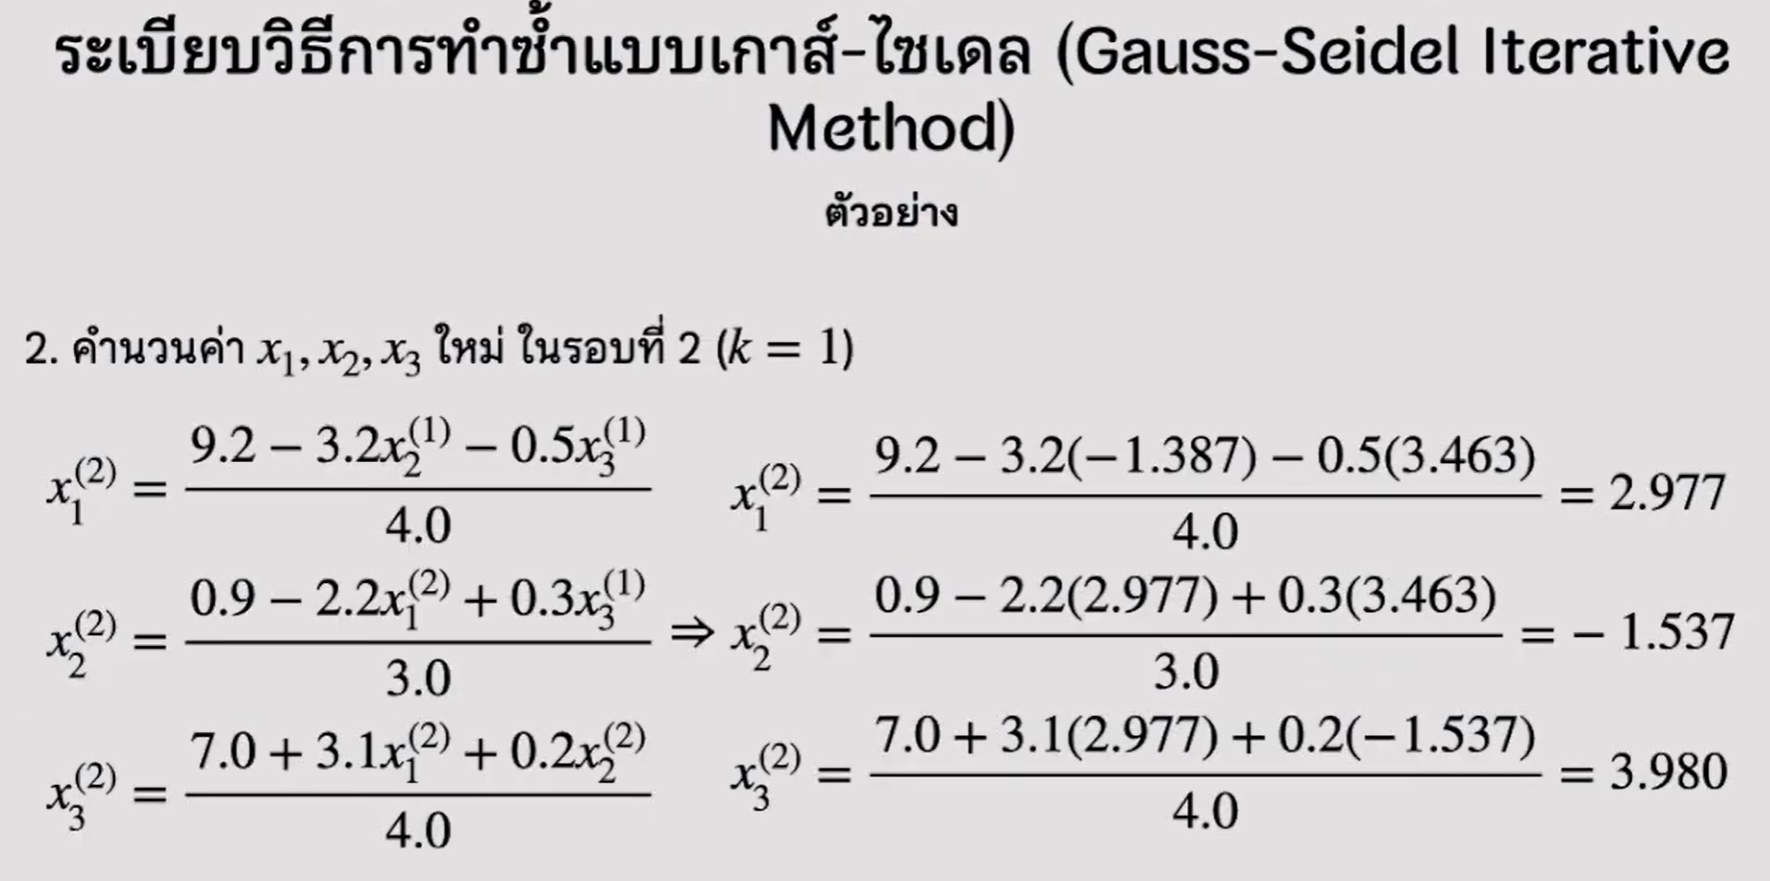 ระเบียบวิธีการทำซ้ำแบบเกาส์-ไซเดล (Gauss-Seidel Iterative
Method)
ตัวอย่าง
2. คำนวนค่า x₁, x₂, x₃ ใหม่ ในรอบที่ 2 (k = 1)
x₁⁽²⁾ = (9.2 − 3.2x₂⁽¹⁾ − 0.5x₃⁽¹⁾) / 4.0    x₁⁽²⁾ = (9.2 − 3.2(−1.387) − 0.5(3.463)) / 4.0 = 2.977
x₂⁽²⁾ = (0.9 − 2.2x₁⁽²⁾ + 0.3x₃⁽¹⁾) / 3.0 ⇒ x₂⁽²⁾ = (0.9 − 2.2(2.977) + 0.3(3.463)) / 3.0 = − 1.537
x₃⁽²⁾ = (7.0 + 3.1x₁⁽²⁾ + 0.2x₂⁽²⁾) / 4.0    x₃⁽²⁾ = (7.0 + 3.1(2.977) + 0.2(−1.537)) / 4.0 = 3.980